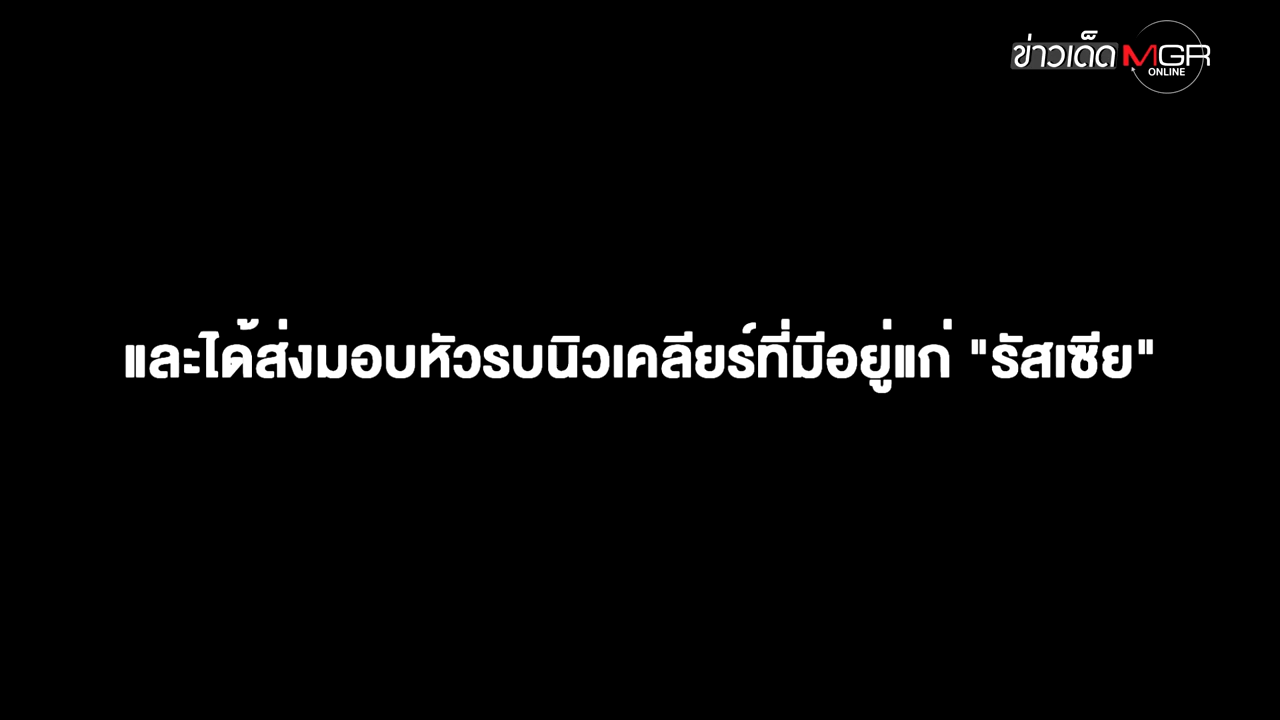 ข่าวเด็ด MGR ONLINE
และได้ส่งมอบหัวรบนิวเคลียร์ที่มีอยู่แก่ "รัสเซีย"